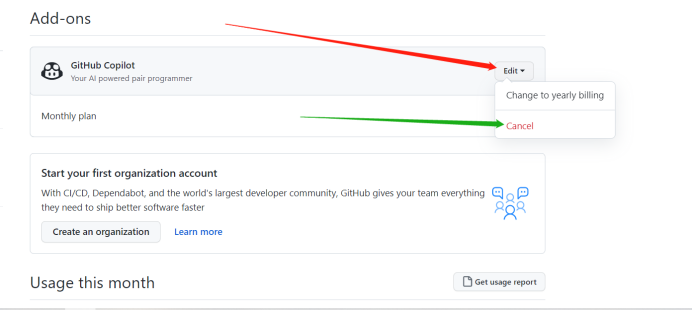 Add-ons
GitHub Copilot
Your AI powered pair programmer
Edit
Change to yearly billing
Monthly plan
Cancel
Start your first organization account
With CI/CD, Dependabot, and the world's largest developer community, GitHub gives your team everything
they need to ship better software faster
Create an organization Learn more
Usage this month
Get usage report